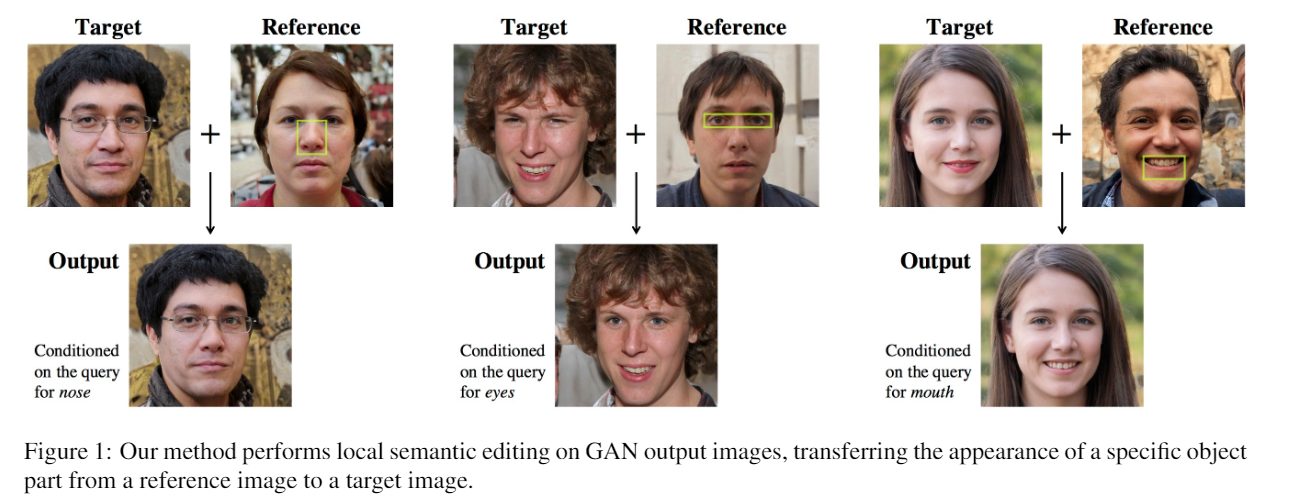 Target
Reference
Target
Reference
Target
Reference
+
+
+
Output
Conditioned
on the query
for nose
Output
Conditioned
on the query
for eyes
Output
Conditioned
on the query
for mouth
Figure 1: Our method performs local semantic editing on GAN output images, transferring the appearance of a specific object
part from a reference image to a target image.